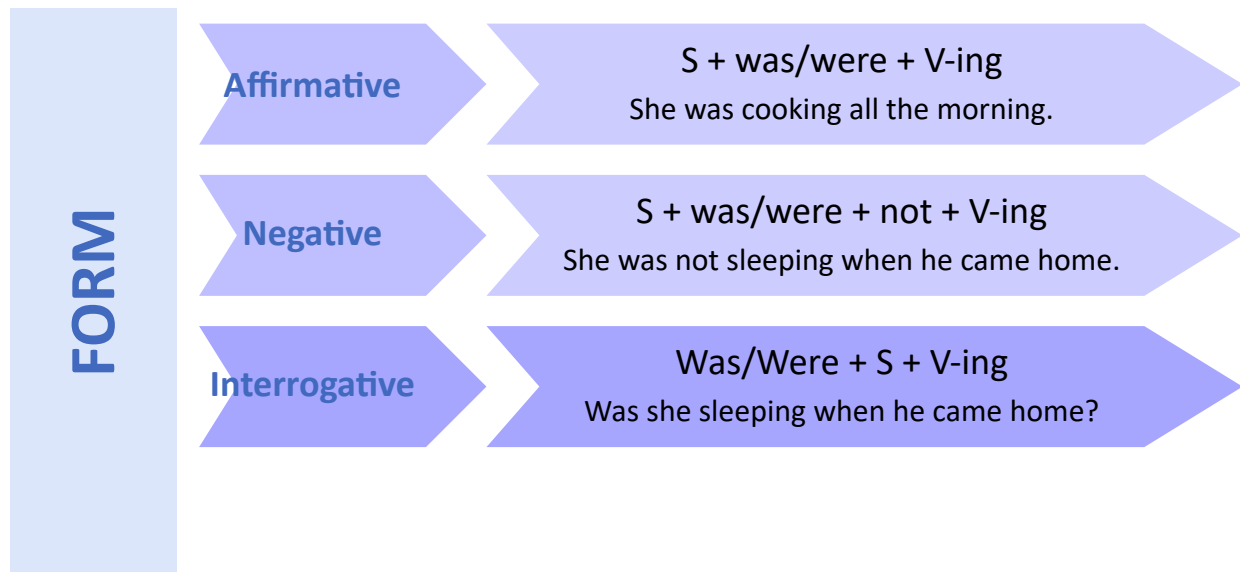 FORM
Affirmative
S + was/were + V-ing
She was cooking all the morning.
Negative
S + was/were + not + V-ing
She was not sleeping when he came home.
Interrogative
Was/Were + S + V-ing
Was she sleeping when he came home?